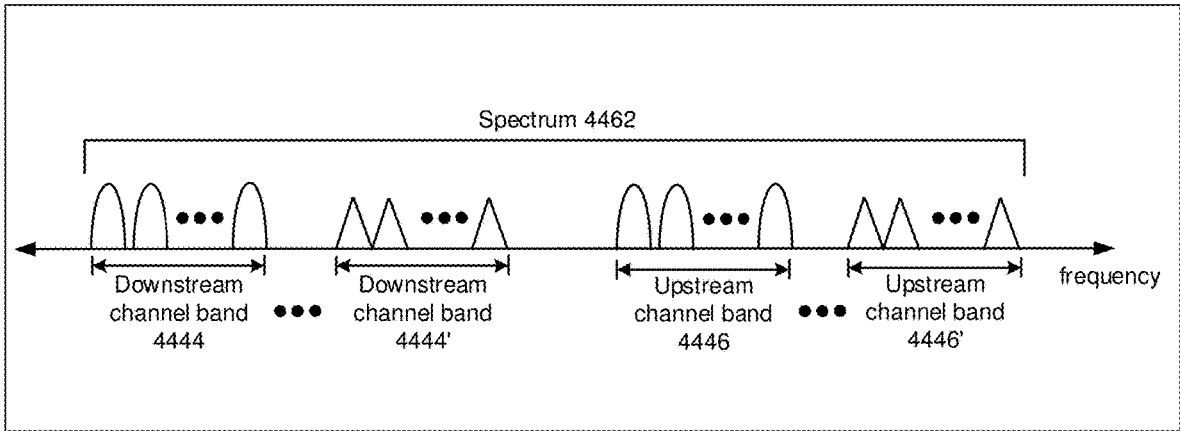 Spectrum 4462
frequency
Downstream
channel band
4444
Downstream
channel band
4444'
Upstream
channel band
4446
Upstream
channel band
4446'